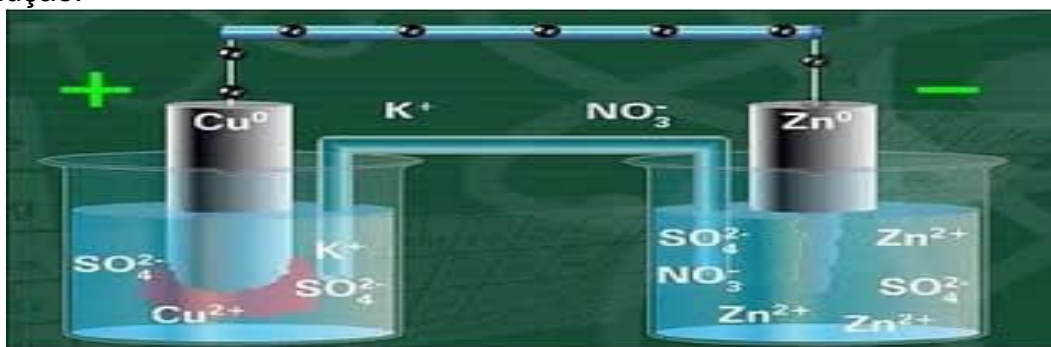 + −
K⁺ NO₃⁻
Cu⁰ Zn⁰
K⁺
SO₄²⁻
SO₄²⁻
Cu²⁺
SO₄²⁻ Zn²⁺
NO₃⁻
SO₄²⁻
Zn²⁺
Zn²⁺